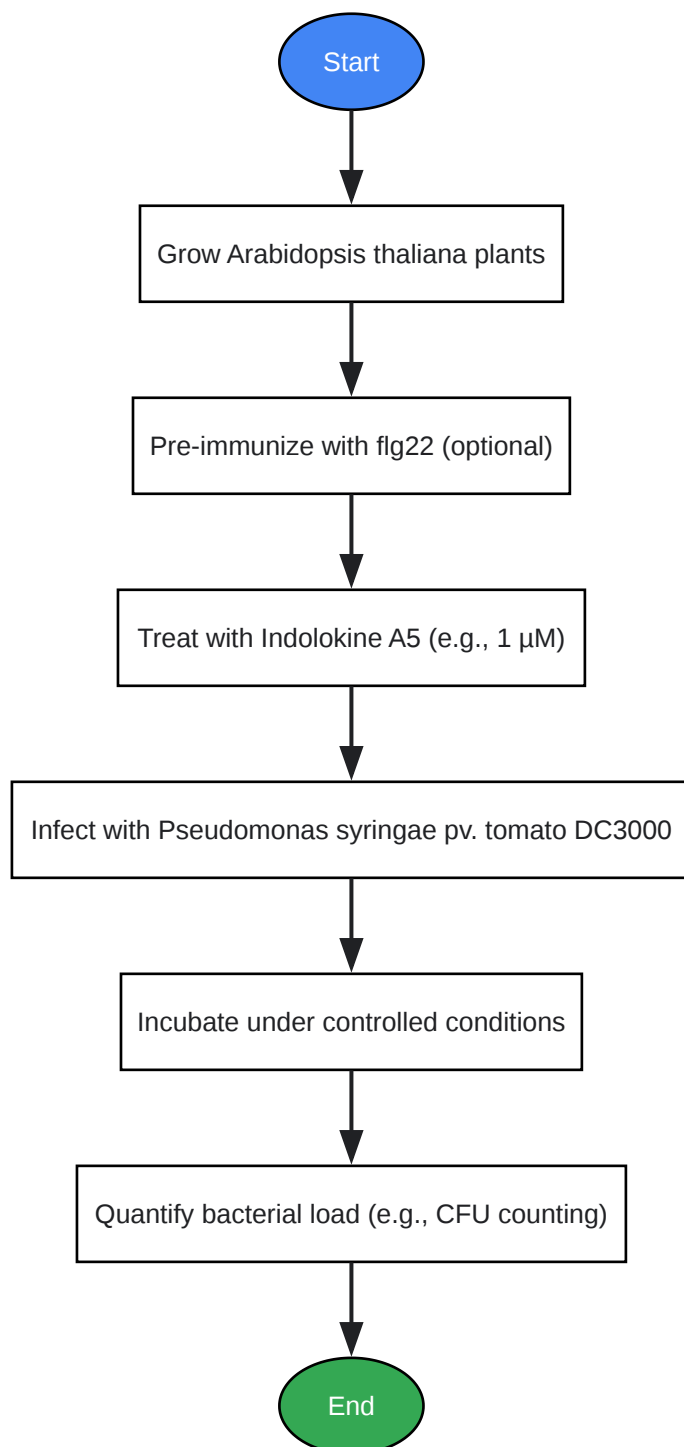 Start
Grow Arabidopsis thaliana plants
Pre-immunize with flg22 (optional)
Treat with Indolokine A5 (e.g., 1 µM)
Infect with Pseudomonas syringae pv. tomato DC3000
Incubate under controlled conditions
Quantify bacterial load (e.g., CFU counting)
End